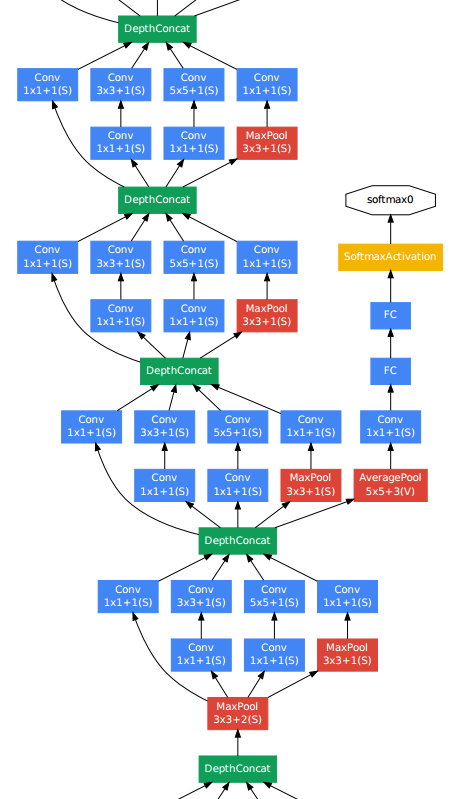 DepthConcat
Conv
1x1+1(S)
Conv
3x3+1(S)
Conv
5x5+1(S)
Conv
1x1+1(S)
Conv
1x1+1(S)
Conv
1x1+1(S)
MaxPool
3x3+1(S)
DepthConcat
softmax0
Conv
1x1+1(S)
Conv
3x3+1(S)
Conv
5x5+1(S)
Conv
1x1+1(S)
SoftmaxActivation
Conv
1x1+1(S)
Conv
1x1+1(S)
MaxPool
3x3+1(S)
FC
DepthConcat
FC
Conv
1x1+1(S)
Conv
3x3+1(S)
Conv
5x5+1(S)
Conv
1x1+1(S)
Conv
1x1+1(S)
Conv
1x1+1(S)
Conv
1x1+1(S)
MaxPool
3x3+1(S)
AveragePool
5x5+3(V)
DepthConcat
Conv
1x1+1(S)
Conv
3x3+1(S)
Conv
5x5+1(S)
Conv
1x1+1(S)
Conv
1x1+1(S)
Conv
1x1+1(S)
MaxPool
3x3+1(S)
MaxPool
3x3+2(S)
DepthConcat